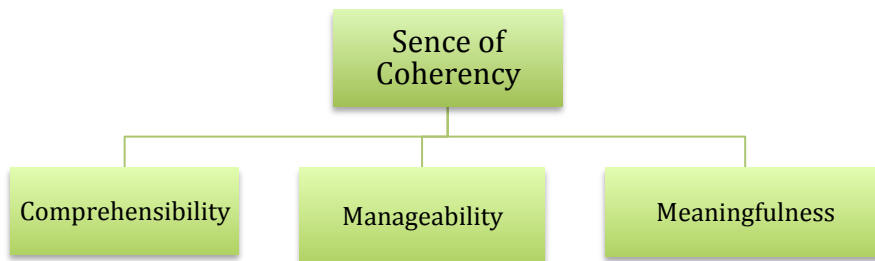 Sence of
Coherency
Comprehensibility
Manageability
Meaningfulness